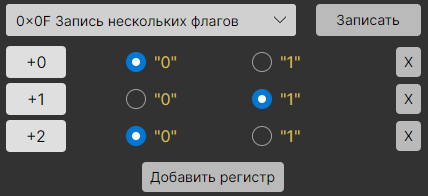 0×0F Запись нескольких флагов Записать
+0 "0" "1" X
+1 "0" "1" X
+2 "0" "1" X
Добавить регистр